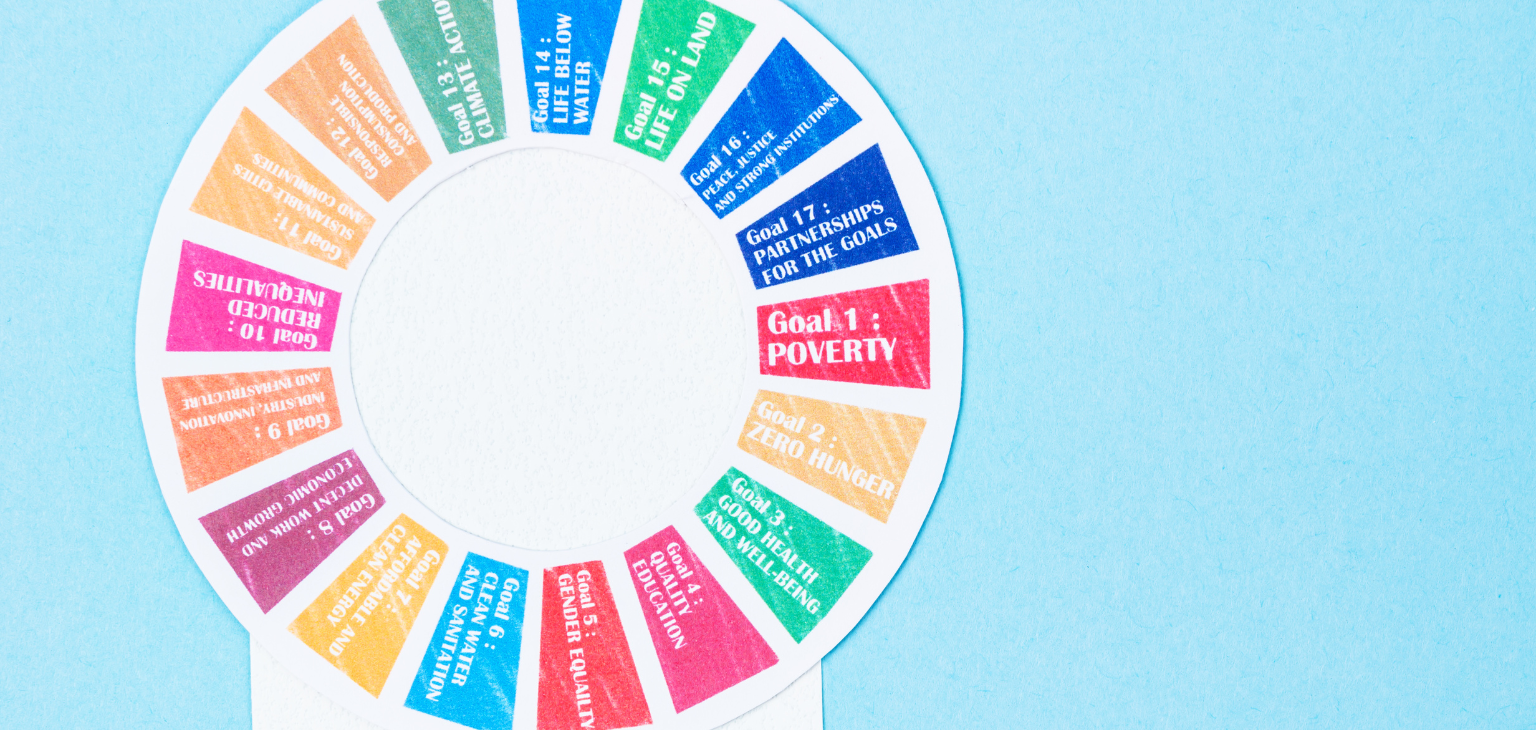 Goal 1 :
POVERTY
Goal 2 :
ZERO HUNGER
Goal 3 :
GOOD HEALTH
AND WELL-BEING
Goal 4 :
QUALITY
EDUCATION
Goal 5 :
GENDER EQUAILTY
Goal 6 :
CLEAN WATER
AND SANITATION
Goal 7 :
AFFORDABLE AND
CLEAN ENERGY
Goal 8 :
DECENT WORK AND
ECONOMIC GROWTH
Goal 9 :
INDUSTRY, INNOVATION
AND INFRASTRUCTURE
Goal 10 :
REDUCED
INEQUALITIES
Goal 11 :
SUSTAINABLE CITIES
AND COMMUNITIES
Goal 12 :
RESPONSIBLE
CONSUMPTION
AND PRODUCTION
Goal 13 :
CLIMATE ACTIO
Goal 14 :
LIFE BELOW
WATER
Goal 15 :
LIFE ON LAND
Goal 16 :
PEACE, JUSTICE
AND STRONG INSTITUTIONS
Goal 17 :
PARTNERSHIPS
FOR THE GOALS